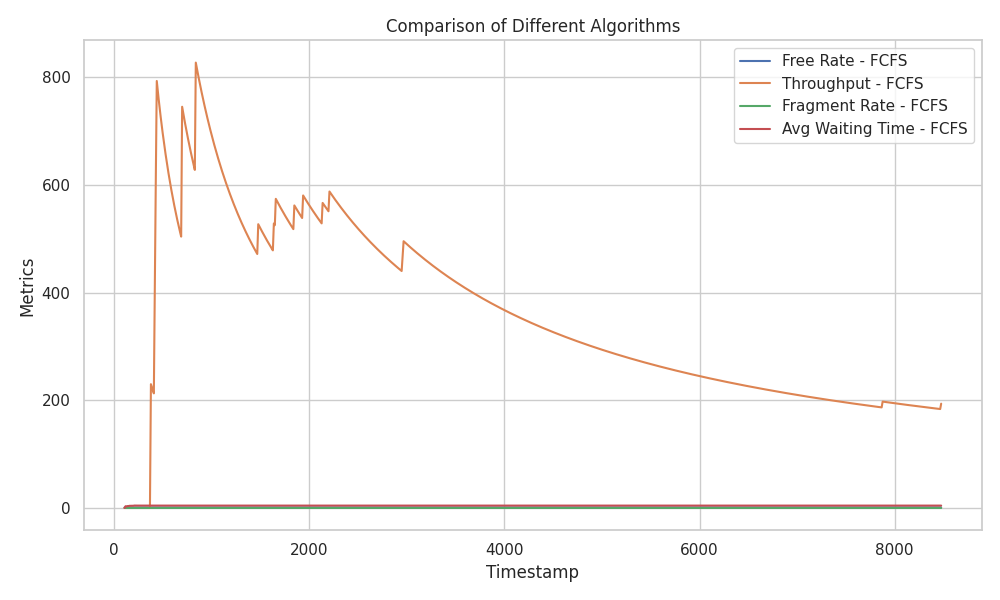 Comparison of Different Algorithms
Free Rate - FCFS
Throughput - FCFS
Fragment Rate - FCFS
Avg Waiting Time - FCFS
Metrics
800
600
400
200
0
0 2000 4000 6000 8000
Timestamp